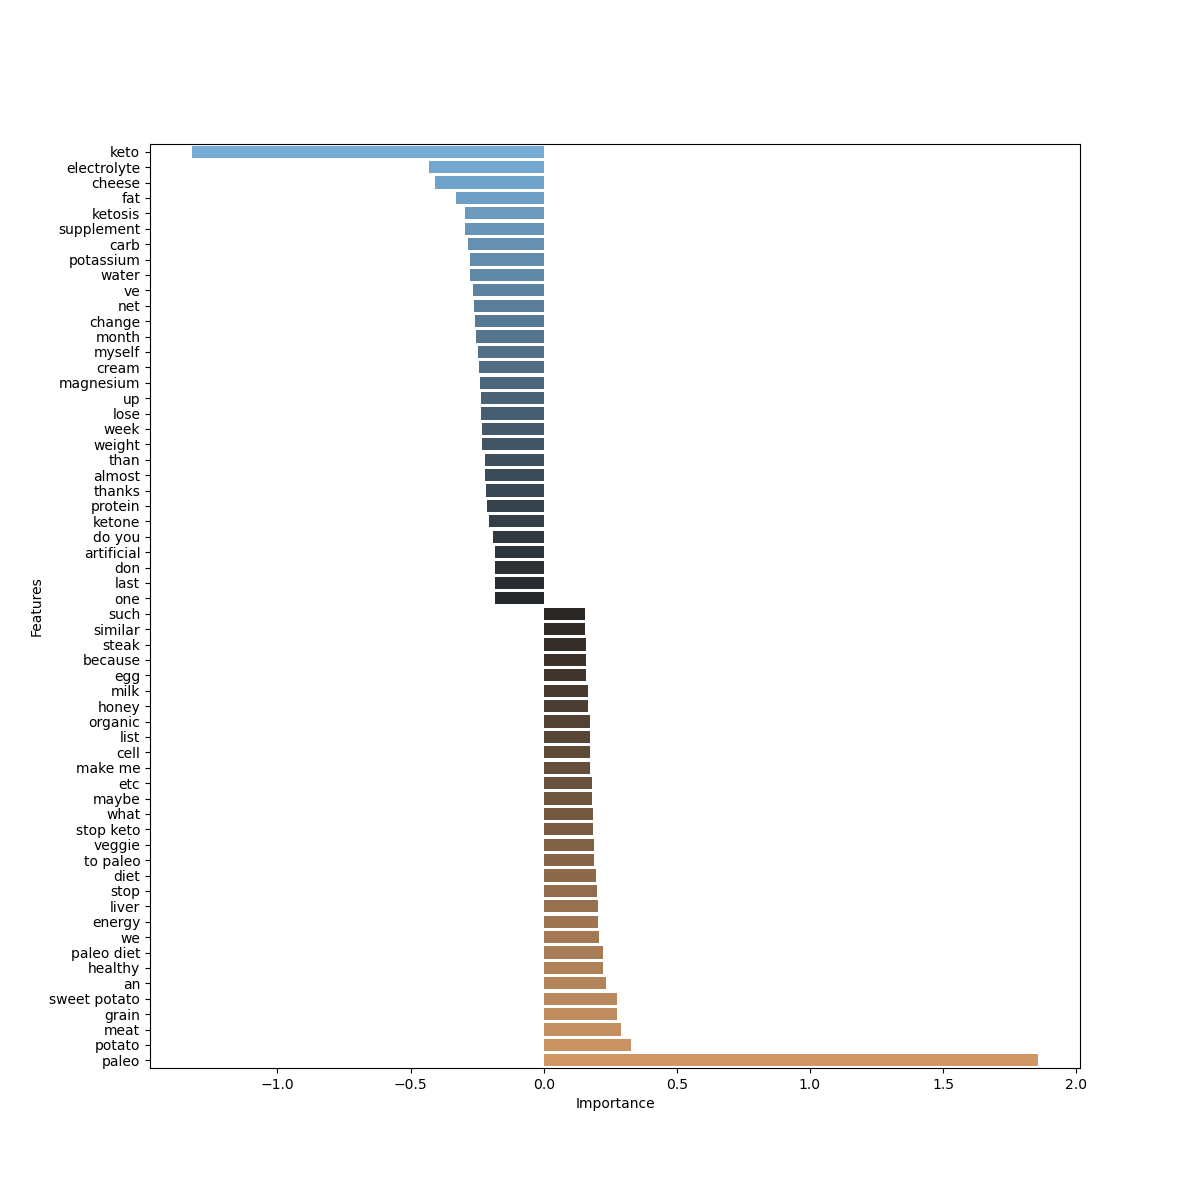 keto
electrolyte
cheese
fat
ketosis
supplement
carb
potassium
water
ve
net
change
month
myself
cream
magnesium
up
lose
week
weight
than
almost
thanks
protein
ketone
do you
artificial
don
last
one
such
similar
steak
because
egg
milk
honey
organic
list
cell
make me
etc
maybe
what
stop keto
veggie
to paleo
diet
stop
liver
energy
we
paleo diet
healthy
an
sweet potato
grain
meat
potato
paleo
Features
−1.0 −0.5 0.0 0.5 1.0 1.5 2.0
Importance